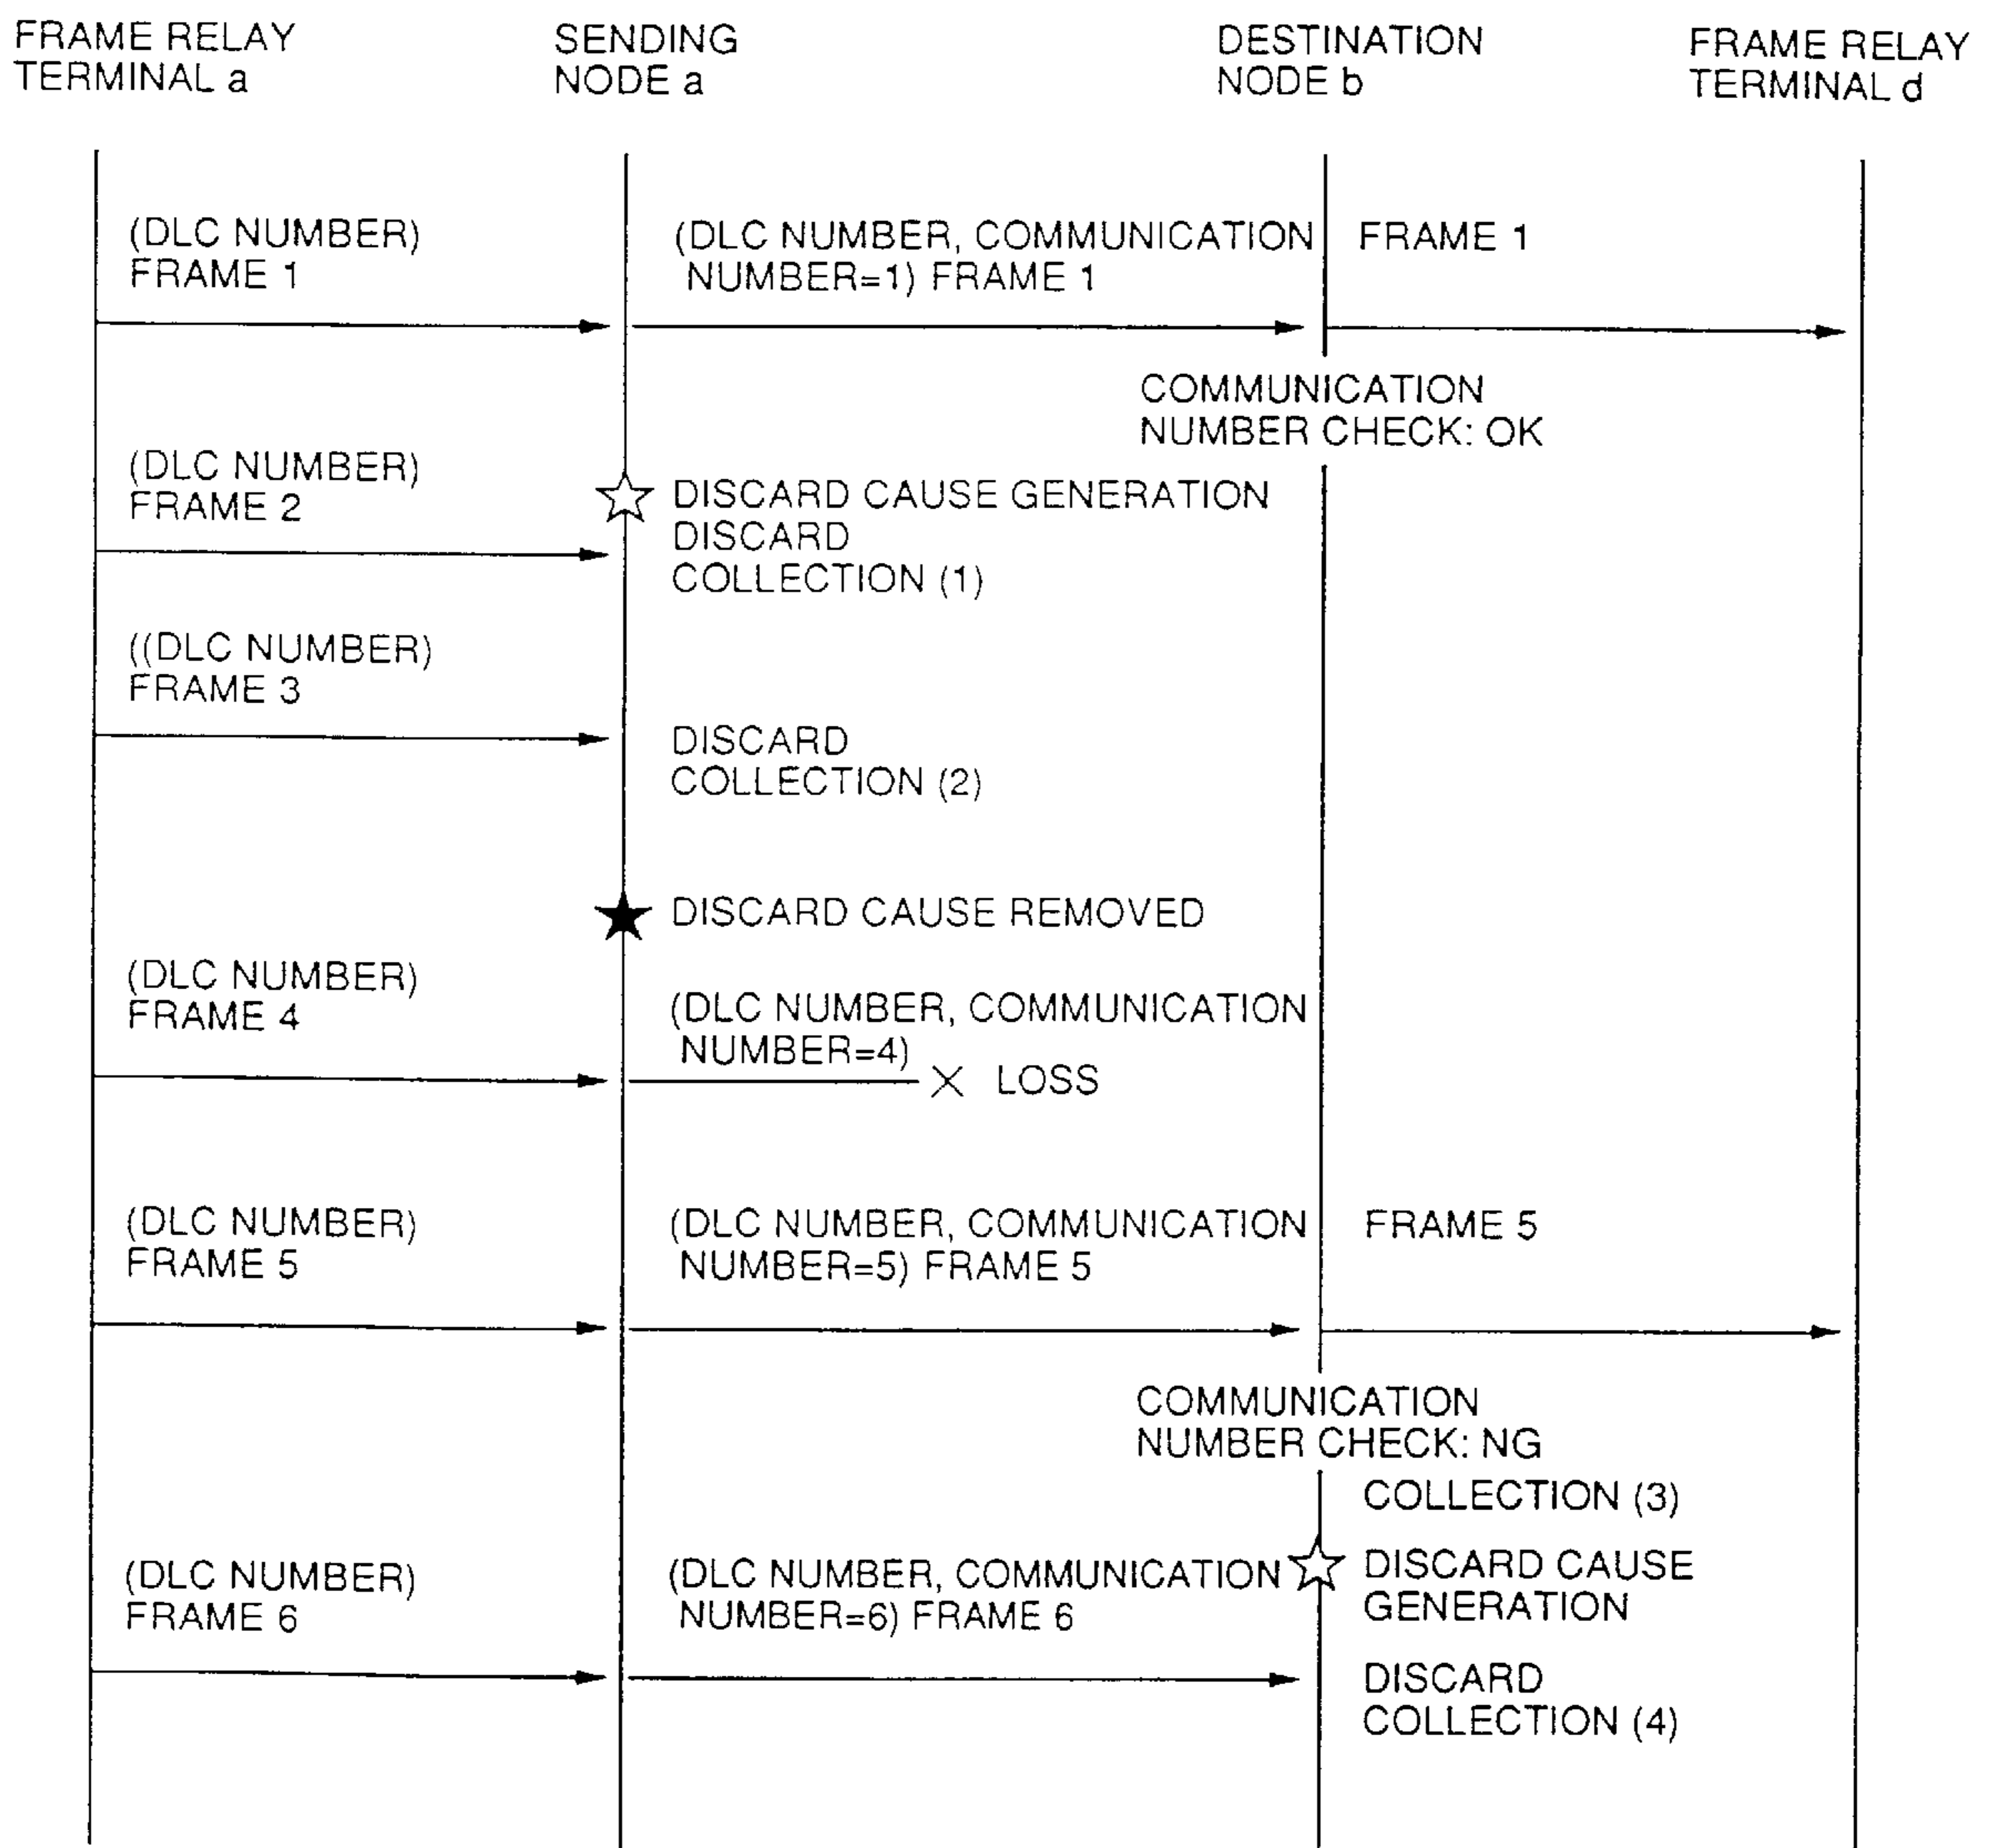 FRAME RELAY
TERMINAL a
SENDING
NODE a
DESTINATION
NODE b
FRAME RELAY
TERMINAL d
(DLC NUMBER)
FRAME 1
(DLC NUMBER, COMMUNICATION
NUMBER=1) FRAME 1
FRAME 1
COMMUNICATION
NUMBER CHECK: OK
(DLC NUMBER)
FRAME 2
DISCARD CAUSE GENERATION
DISCARD
COLLECTION (1)
((DLC NUMBER)
FRAME 3
DISCARD
COLLECTION (2)
DISCARD CAUSE REMOVED
(DLC NUMBER)
FRAME 4
(DLC NUMBER, COMMUNICATION
NUMBER=4)
LOSS
(DLC NUMBER)
FRAME 5
(DLC NUMBER, COMMUNICATION
NUMBER=5) FRAME 5
FRAME 5
COMMUNICATION
NUMBER CHECK: NG
COLLECTION (3)
(DLC NUMBER)
FRAME 6
(DLC NUMBER, COMMUNICATION
NUMBER=6) FRAME 6
DISCARD CAUSE
GENERATION
DISCARD
COLLECTION (4)